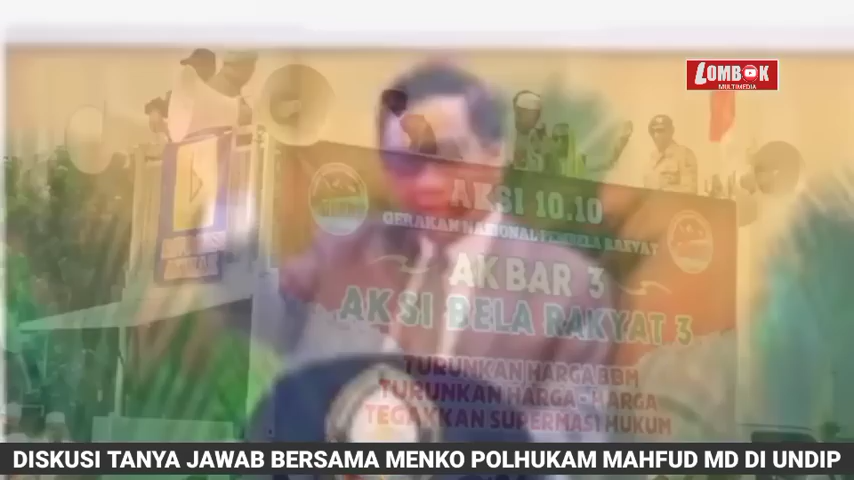 LOMBOK
MULTIMEDIA
AKSI 10.10
GERAKAN NASIONAL PEMBELA RAKYAT
AKBAR 3
AKSI BELA RAKYAT 3
TURUNKAN HARGA BBM
TURUNKAN HARGA - HARGA
TEGAKKAN SUPERMASI HUKUM
DISKUSI TANYA JAWAB BERSAMA MENKO POLHUKAM MAHFUD MD DI UNDIP